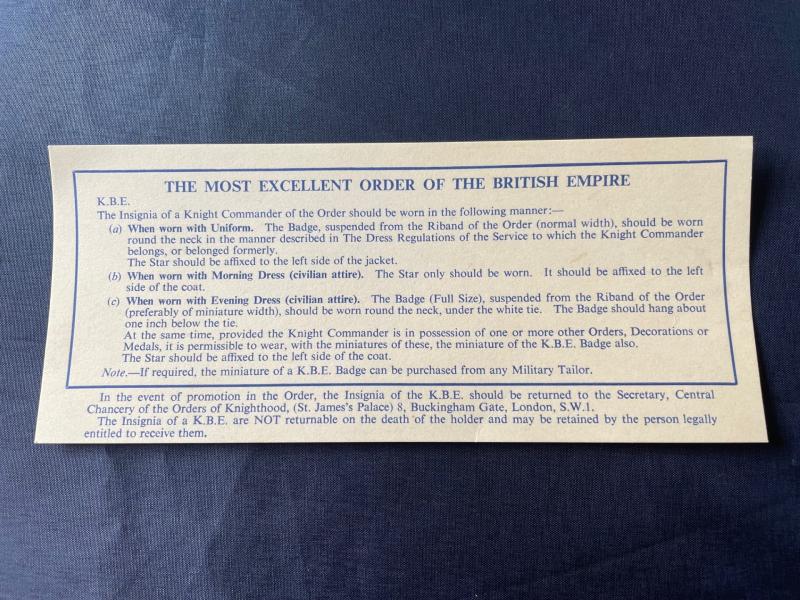 THE MOST EXCELLENT ORDER OF THE BRITISH EMPIRE
K.B.E.
The Insignia of a Knight Commander of the Order should be worn in the following manner:—
(a) When worn with Uniform. The Badge, suspended from the Riband of the Order (normal width), should be worn
round the neck in the manner described in The Dress Regulations of the Service to which the Knight Commander
belongs, or belonged formerly.
The Star should be affixed to the left side of the jacket.
(b) When worn with Morning Dress (civilian attire). The Star only should be worn. It should be affixed to the left
side of the coat.
(c) When worn with Evening Dress (civilian attire). The Badge (Full Size), suspended from the Riband of the Order
(preferably of miniature width), should be worn round the neck, under the white tie. The Badge should hang about
one inch below the tie.
At the same time, provided the Knight Commander is in possession of one or more other Orders, Decorations or
Medals, it is permissible to wear, with the miniatures of these, the miniature of the K.B.E. Badge also.
The Star should be affixed to the left side of the coat.
Note.—If required, the miniature of a K.B.E. Badge can be purchased from any Military Tailor.
In the event of promotion in the Order, the Insignia of the K.B.E. should be returned to the Secretary, Central
Chancery of the Orders of Knighthood, (St. James's Palace) 8, Buckingham Gate, London, S.W.1.
The Insignia of a K.B.E. are NOT returnable on the death of the holder and may be retained by the person legally
entitled to receive them.